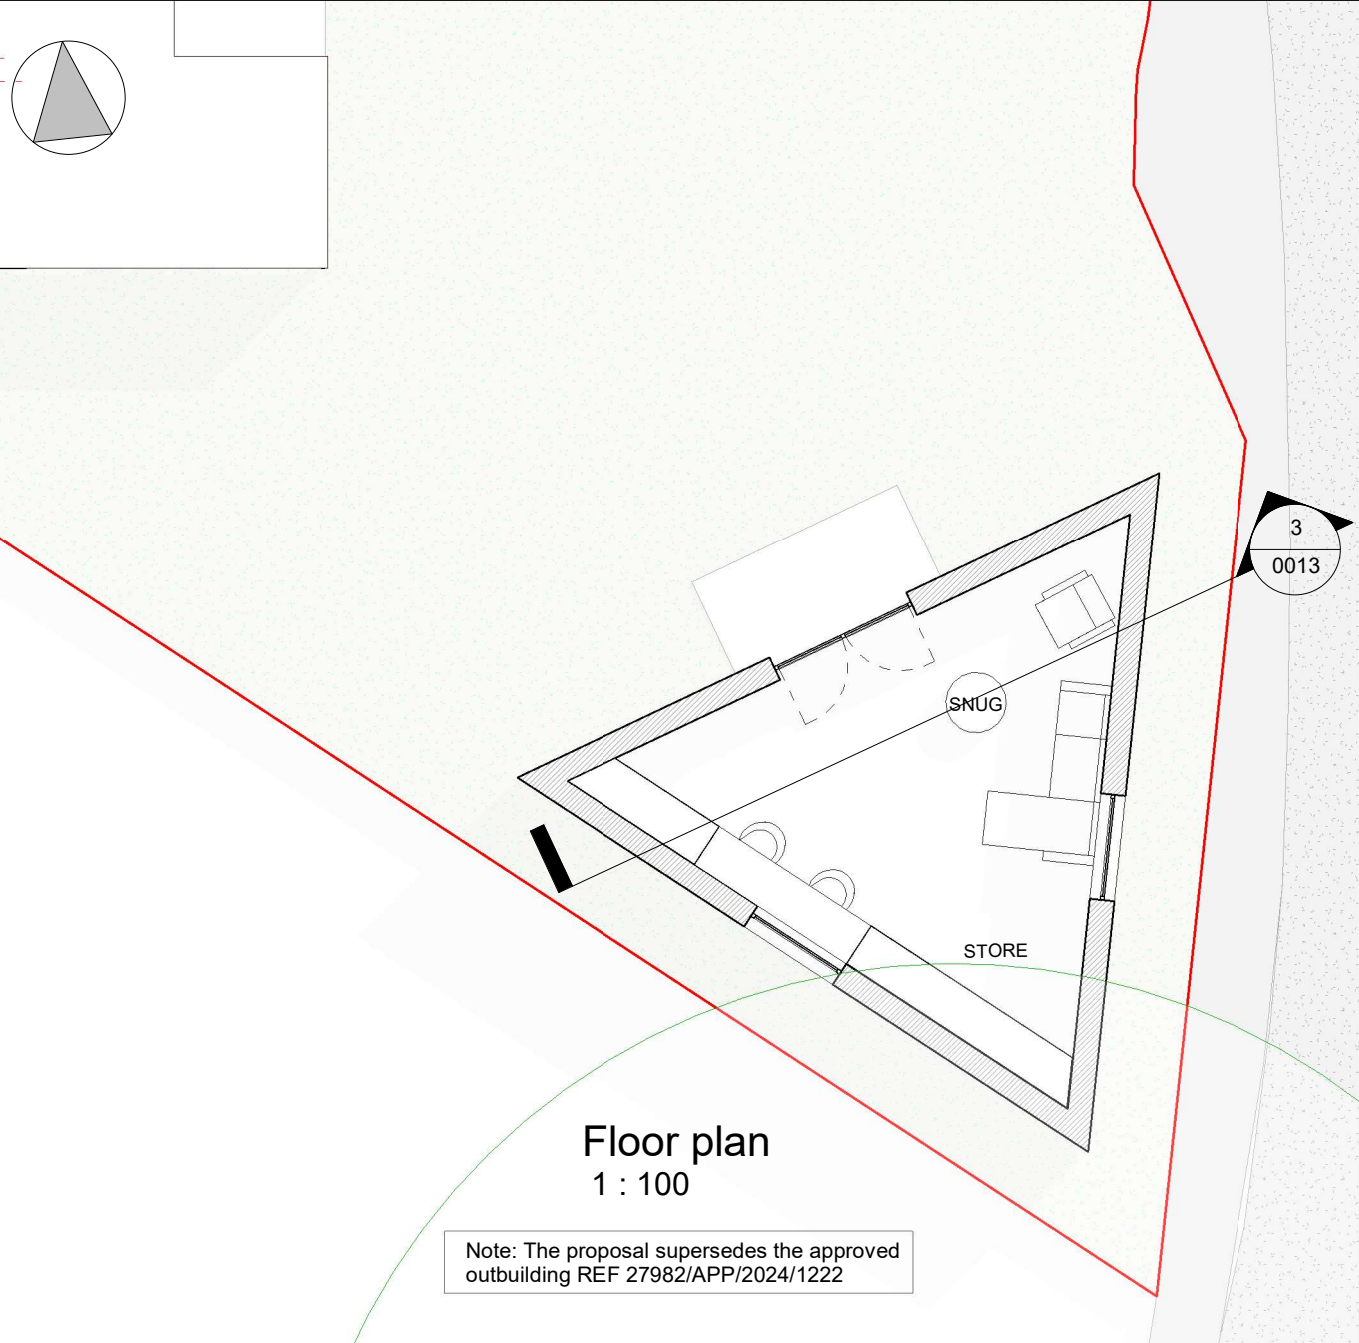 3
0013
SNUG
STORE
Floor plan
1 : 100
Note: The proposal supersedes the approved
outbuilding REF 27982/APP/2024/1222